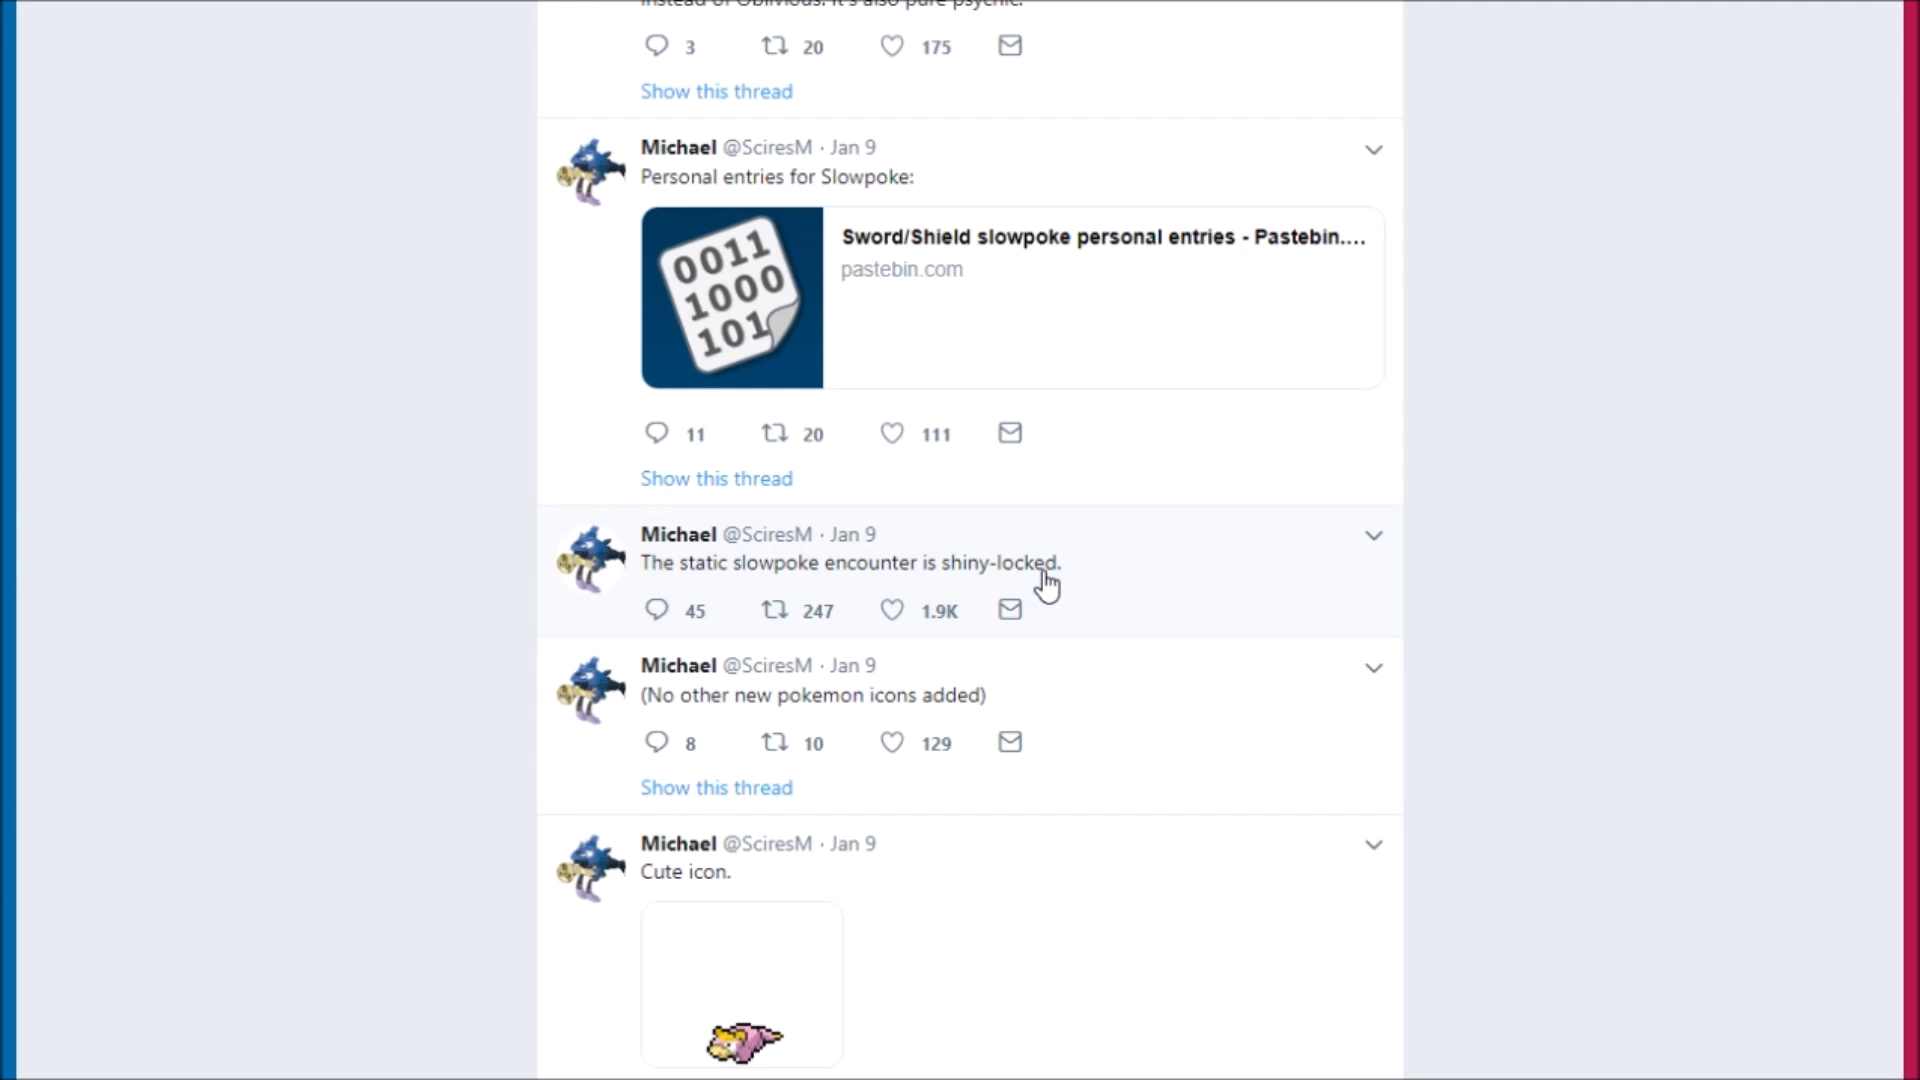 instead of Oblivious. It's also pure psychic.
3 20 175
Show this thread
Michael @SciresM · Jan 9
Personal entries for Slowpoke:
0011
1000
101
Sword/Shield slowpoke personal entries - Pastebin....
pastebin.com
11 20 111
Show this thread
Michael @SciresM · Jan 9
The static slowpoke encounter is shiny-locked.
45 247 1.9K
Michael @SciresM · Jan 9
(No other new pokemon icons added)
8 10 129
Show this thread
Michael @SciresM · Jan 9
Cute icon.